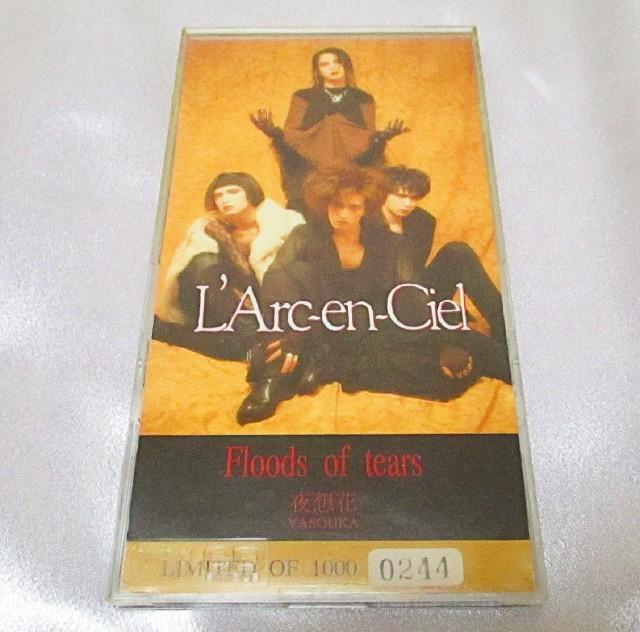 L'Arc-en-Ciel
Floods of tears
夜想花
YASOUKA
LIMITED OF 1000 0244